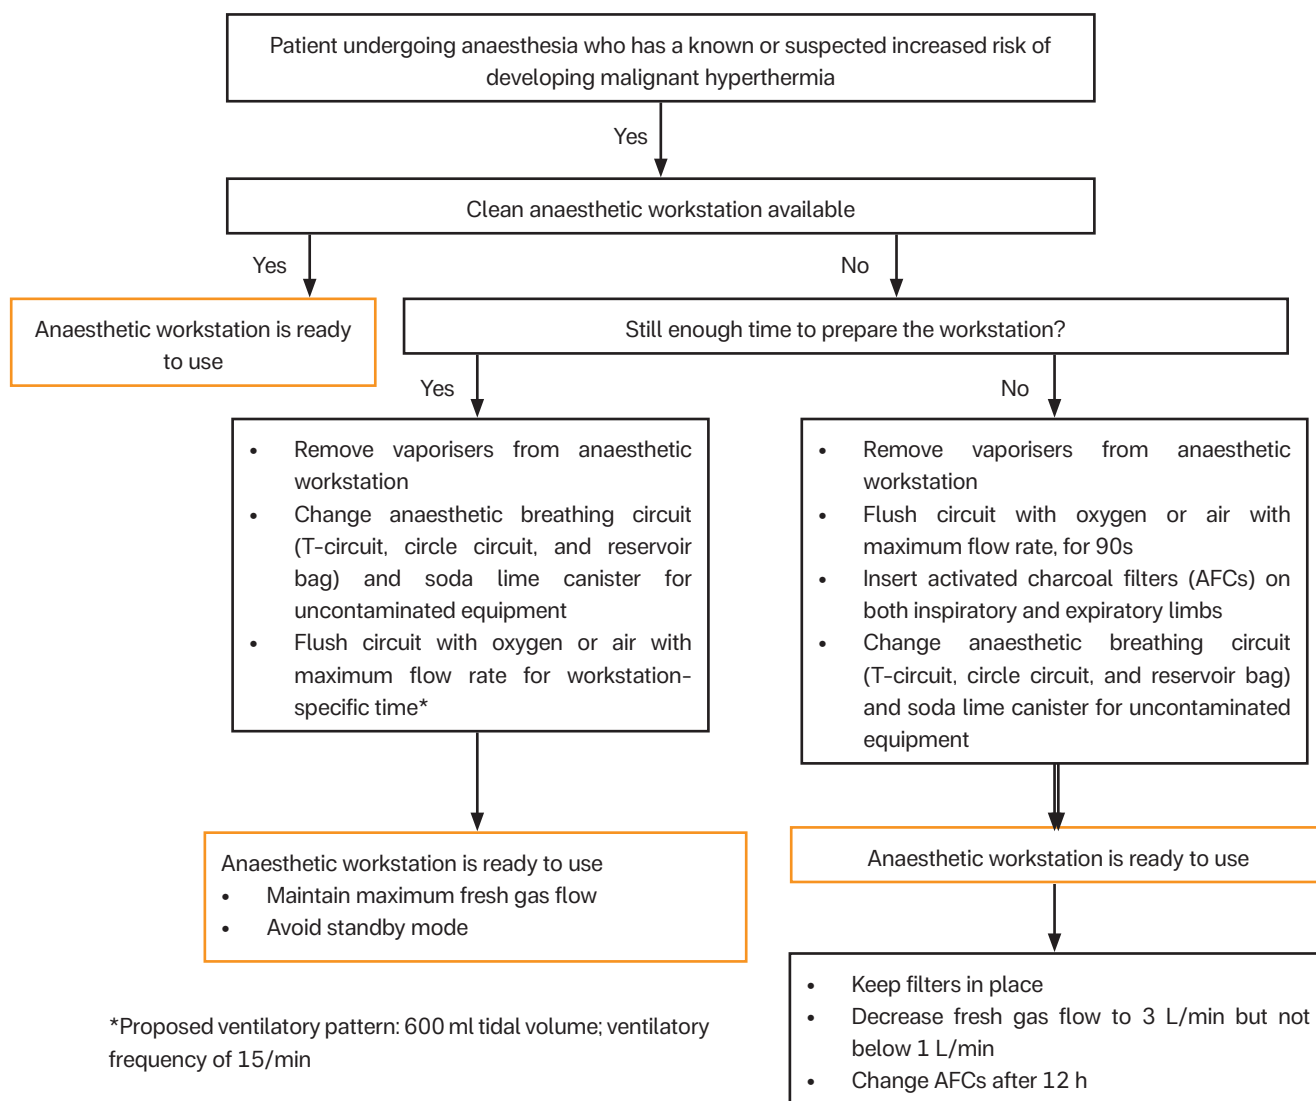 Patient undergoing anaesthesia who has a known or suspected increased risk of
developing malignant hyperthermia
Yes
Clean anaesthetic workstation available
Yes
No
Anaesthetic workstation is ready
to use
Still enough time to prepare the workstation?
Yes
No
• Remove vaporisers from anaesthetic
workstation
• Change anaesthetic breathing circuit
(T-circuit, circle circuit, and reservoir
bag) and soda lime canister for
uncontaminated equipment
• Flush circuit with oxygen or air with
maximum flow rate for workstation-
specific time*
• Remove vaporisers from anaesthetic
workstation
• Flush circuit with oxygen or air with
maximum flow rate, for 90s
• Insert activated charcoal filters (AFCs) on
both inspiratory and expiratory limbs
• Change anaesthetic breathing circuit
(T-circuit, circle circuit, and reservoir bag)
and soda lime canister for uncontaminated
equipment
Anaesthetic workstation is ready to use
• Maintain maximum fresh gas flow
• Avoid standby mode
Anaesthetic workstation is ready to use
• Keep filters in place
• Decrease fresh gas flow to 3 L/min but not
below 1 L/min
• Change AFCs after 12 h
*Proposed ventilatory pattern: 600 ml tidal volume; ventilatory
frequency of 15/min